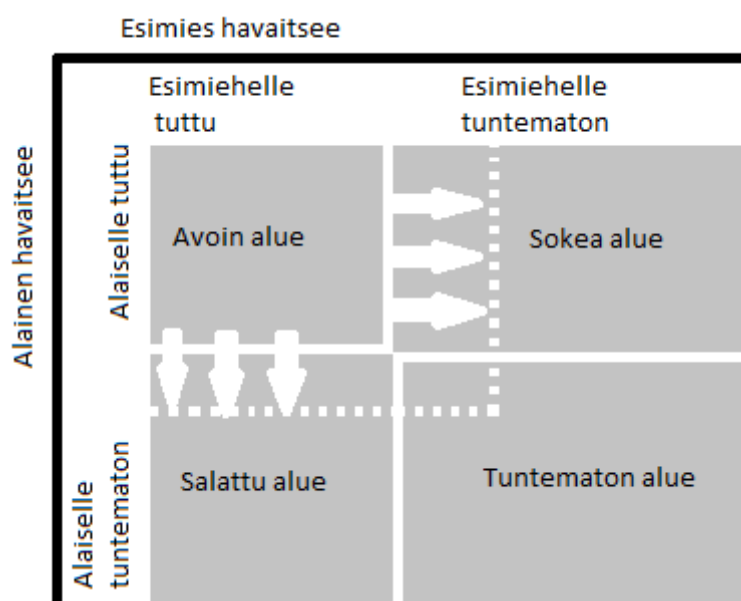 Esimies havaitsee
Esimiehelle
tuttu
Esimiehelle
tuntematon
Alainen havaitsee
Alaiselle tuttu
Avoin alue
Sokea alue
Alaiselle
tuntematon
Salattu alue
Tuntematon alue